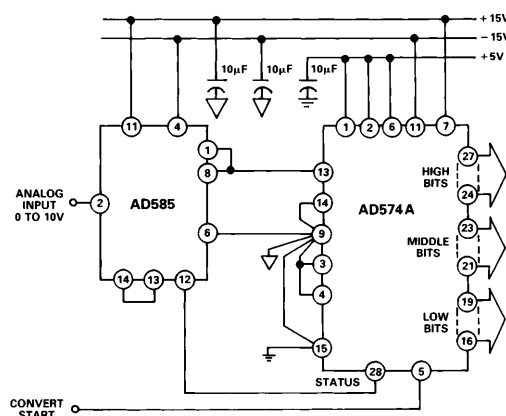 +15V
−15V
+5V
10μF
10μF
10μF
11
4
1
2
6
11
7
1
8
13
27
HIGH
BITS
24
AD585
AD574A
ANALOG
INPUT
0 TO 10V
2
14
6
9
23
MIDDLE
BITS
21
3
4
14
13
12
19
LOW
BITS
16
15
STATUS
28
5
CONVERT
START